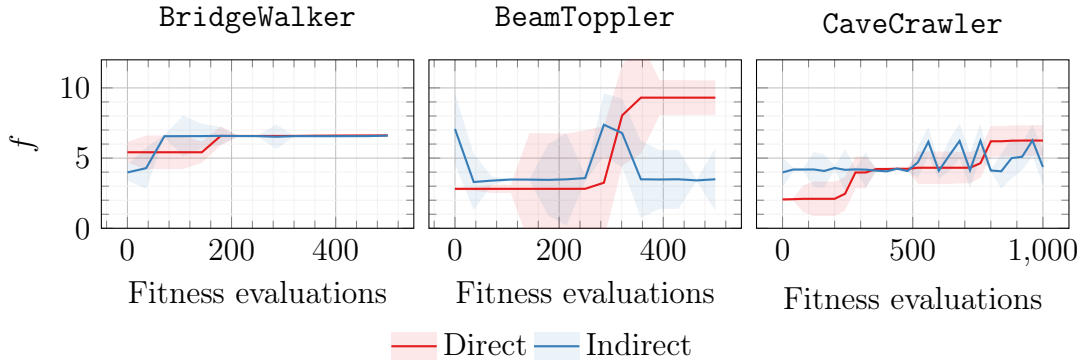 BridgeWalker
BeamToppler
CaveCrawler
f
10
5
0
0 200 400
0 200 400
0 500 1,000
Fitness evaluations
Fitness evaluations
Fitness evaluations
Direct Indirect